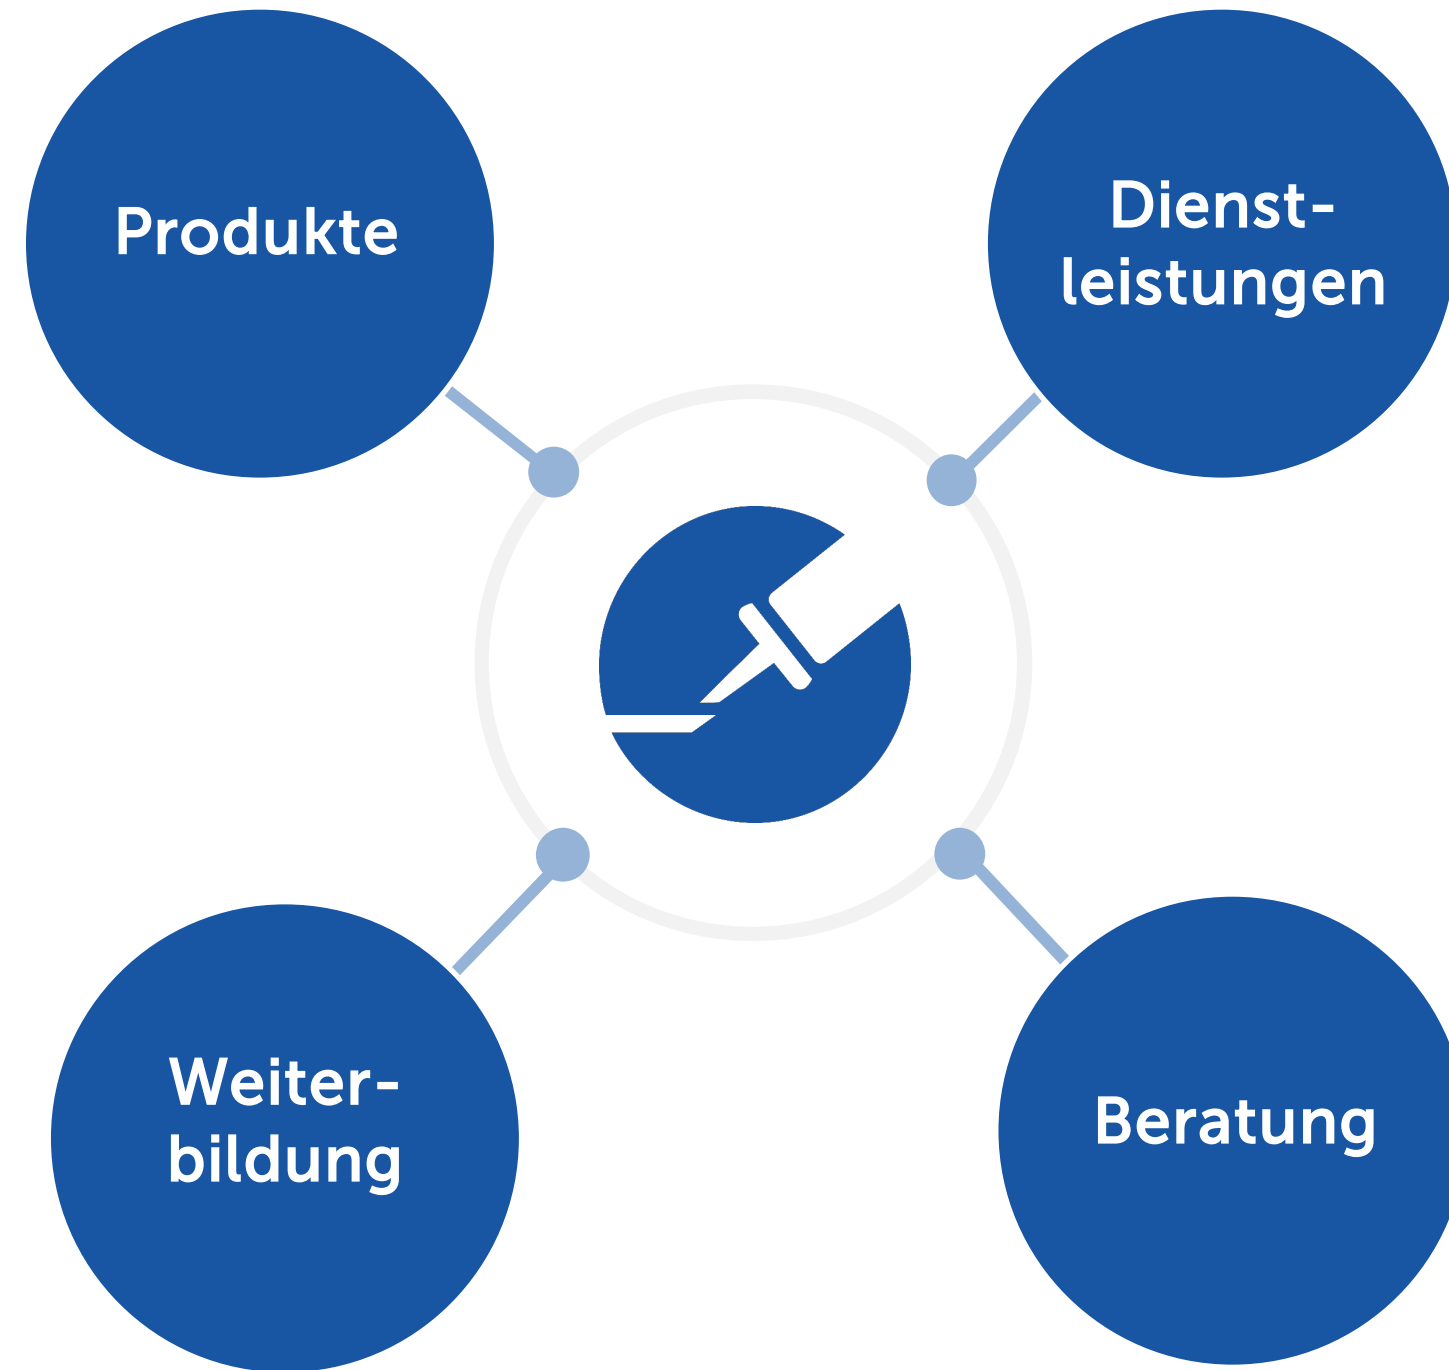 Produkte
Dienst-
leistungen
Weiter-
bildung
Beratung